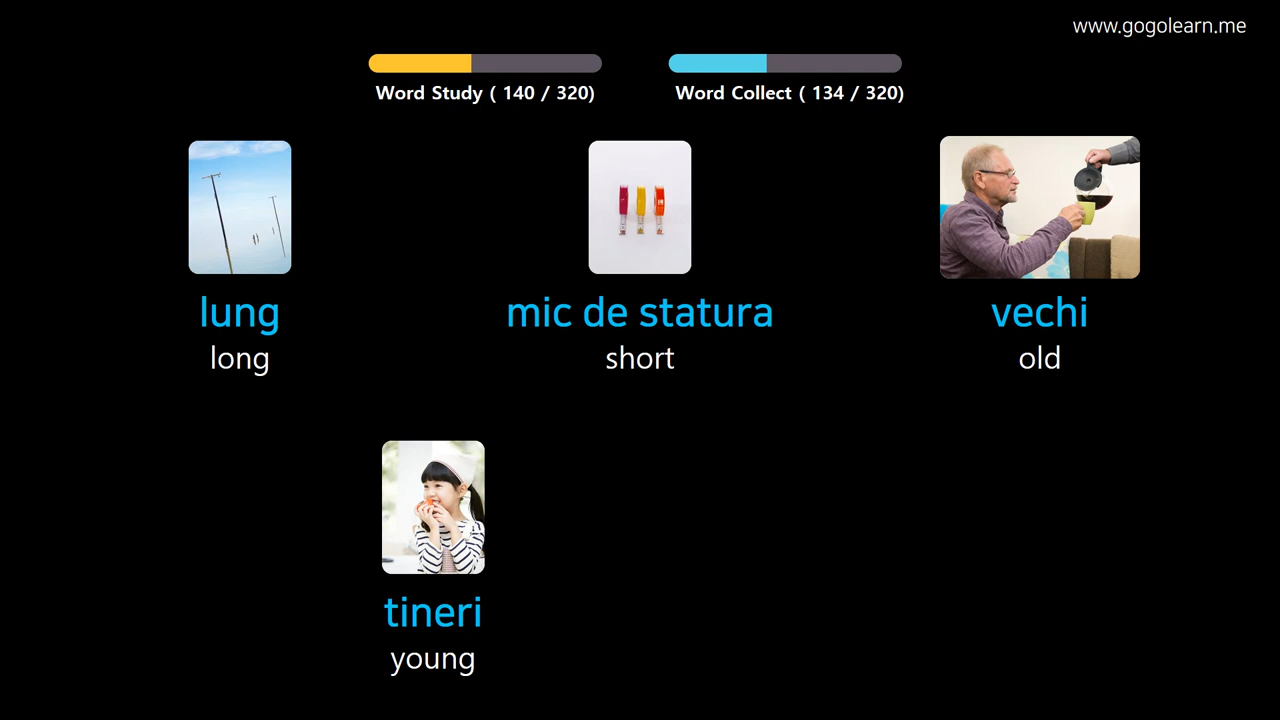 www.gogolearn.me
Word Study ( 140 / 320)
Word Collect ( 134 / 320)
lung
long
mic de statura
short
vechi
old
tineri
young